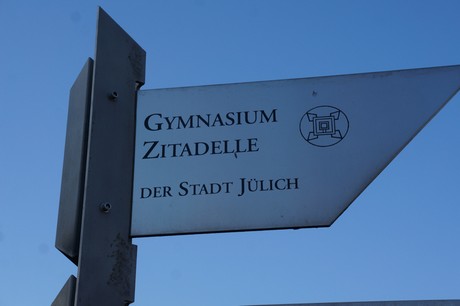 GYMNASIUM
ZITADELLE
DER STADT JÜLICH